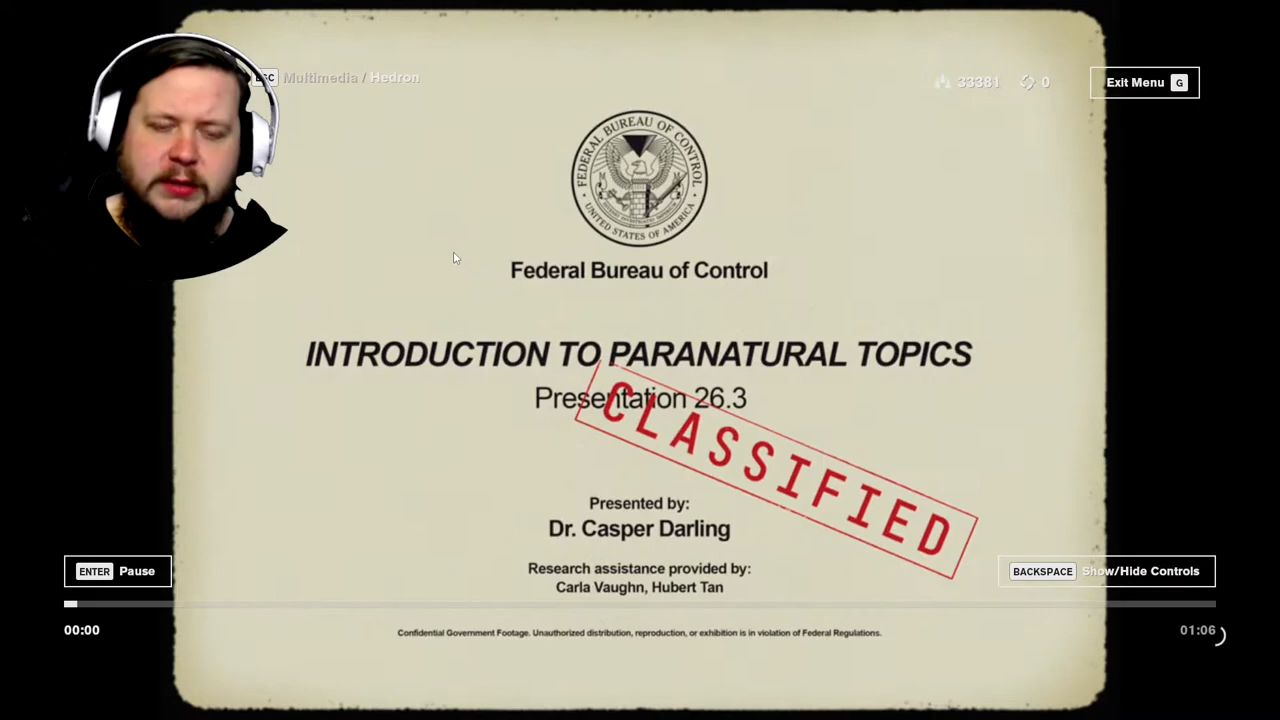 ESC Multimedia / Hedron
33381
0
Exit Menu G
FEDERAL BUREAU OF CONTROL
UNITED STATES OF AMERICA
Federal Bureau of Control
INTRODUCTION TO PARANATURAL TOPICS
Presentation 26.3
CLASSIFIED
Presented by:
Dr. Casper Darling
Research assistance provided by:
Carla Vaughn, Hubert Tan
ENTER Pause
BACKSPACE Show/Hide Controls
00:00
01:06
Confidential Government Footage. Unauthorized distribution, reproduction, or exhibition is in violation of Federal Regulations.